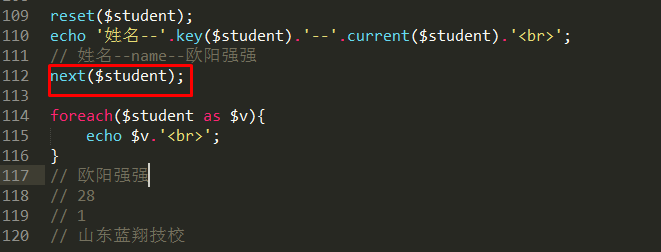 109 reset($student);
110 echo '姓名--'.key($student).'--'.current($student).'<br>';
111 // 姓名--name--欧阳强强
112 next($student);
113
114 foreach($student as $v){
115     echo $v.'<br>';
116 }
117 // 欧阳强强
118 // 28
119 // 1
120 // 山东蓝翔技校